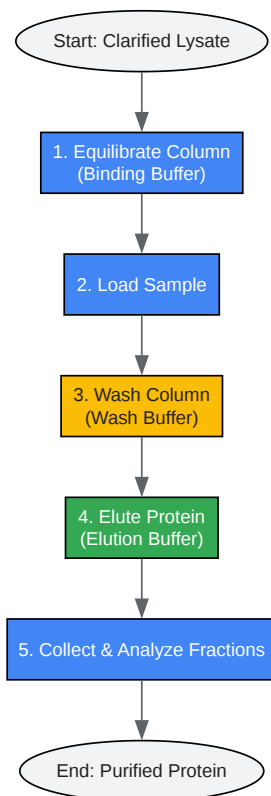 Start: Clarified Lysate
1. Equilibrate Column
(Binding Buffer)
2. Load Sample
3. Wash Column
(Wash Buffer)
4. Elute Protein
(Elution Buffer)
5. Collect & Analyze Fractions
End: Purified Protein